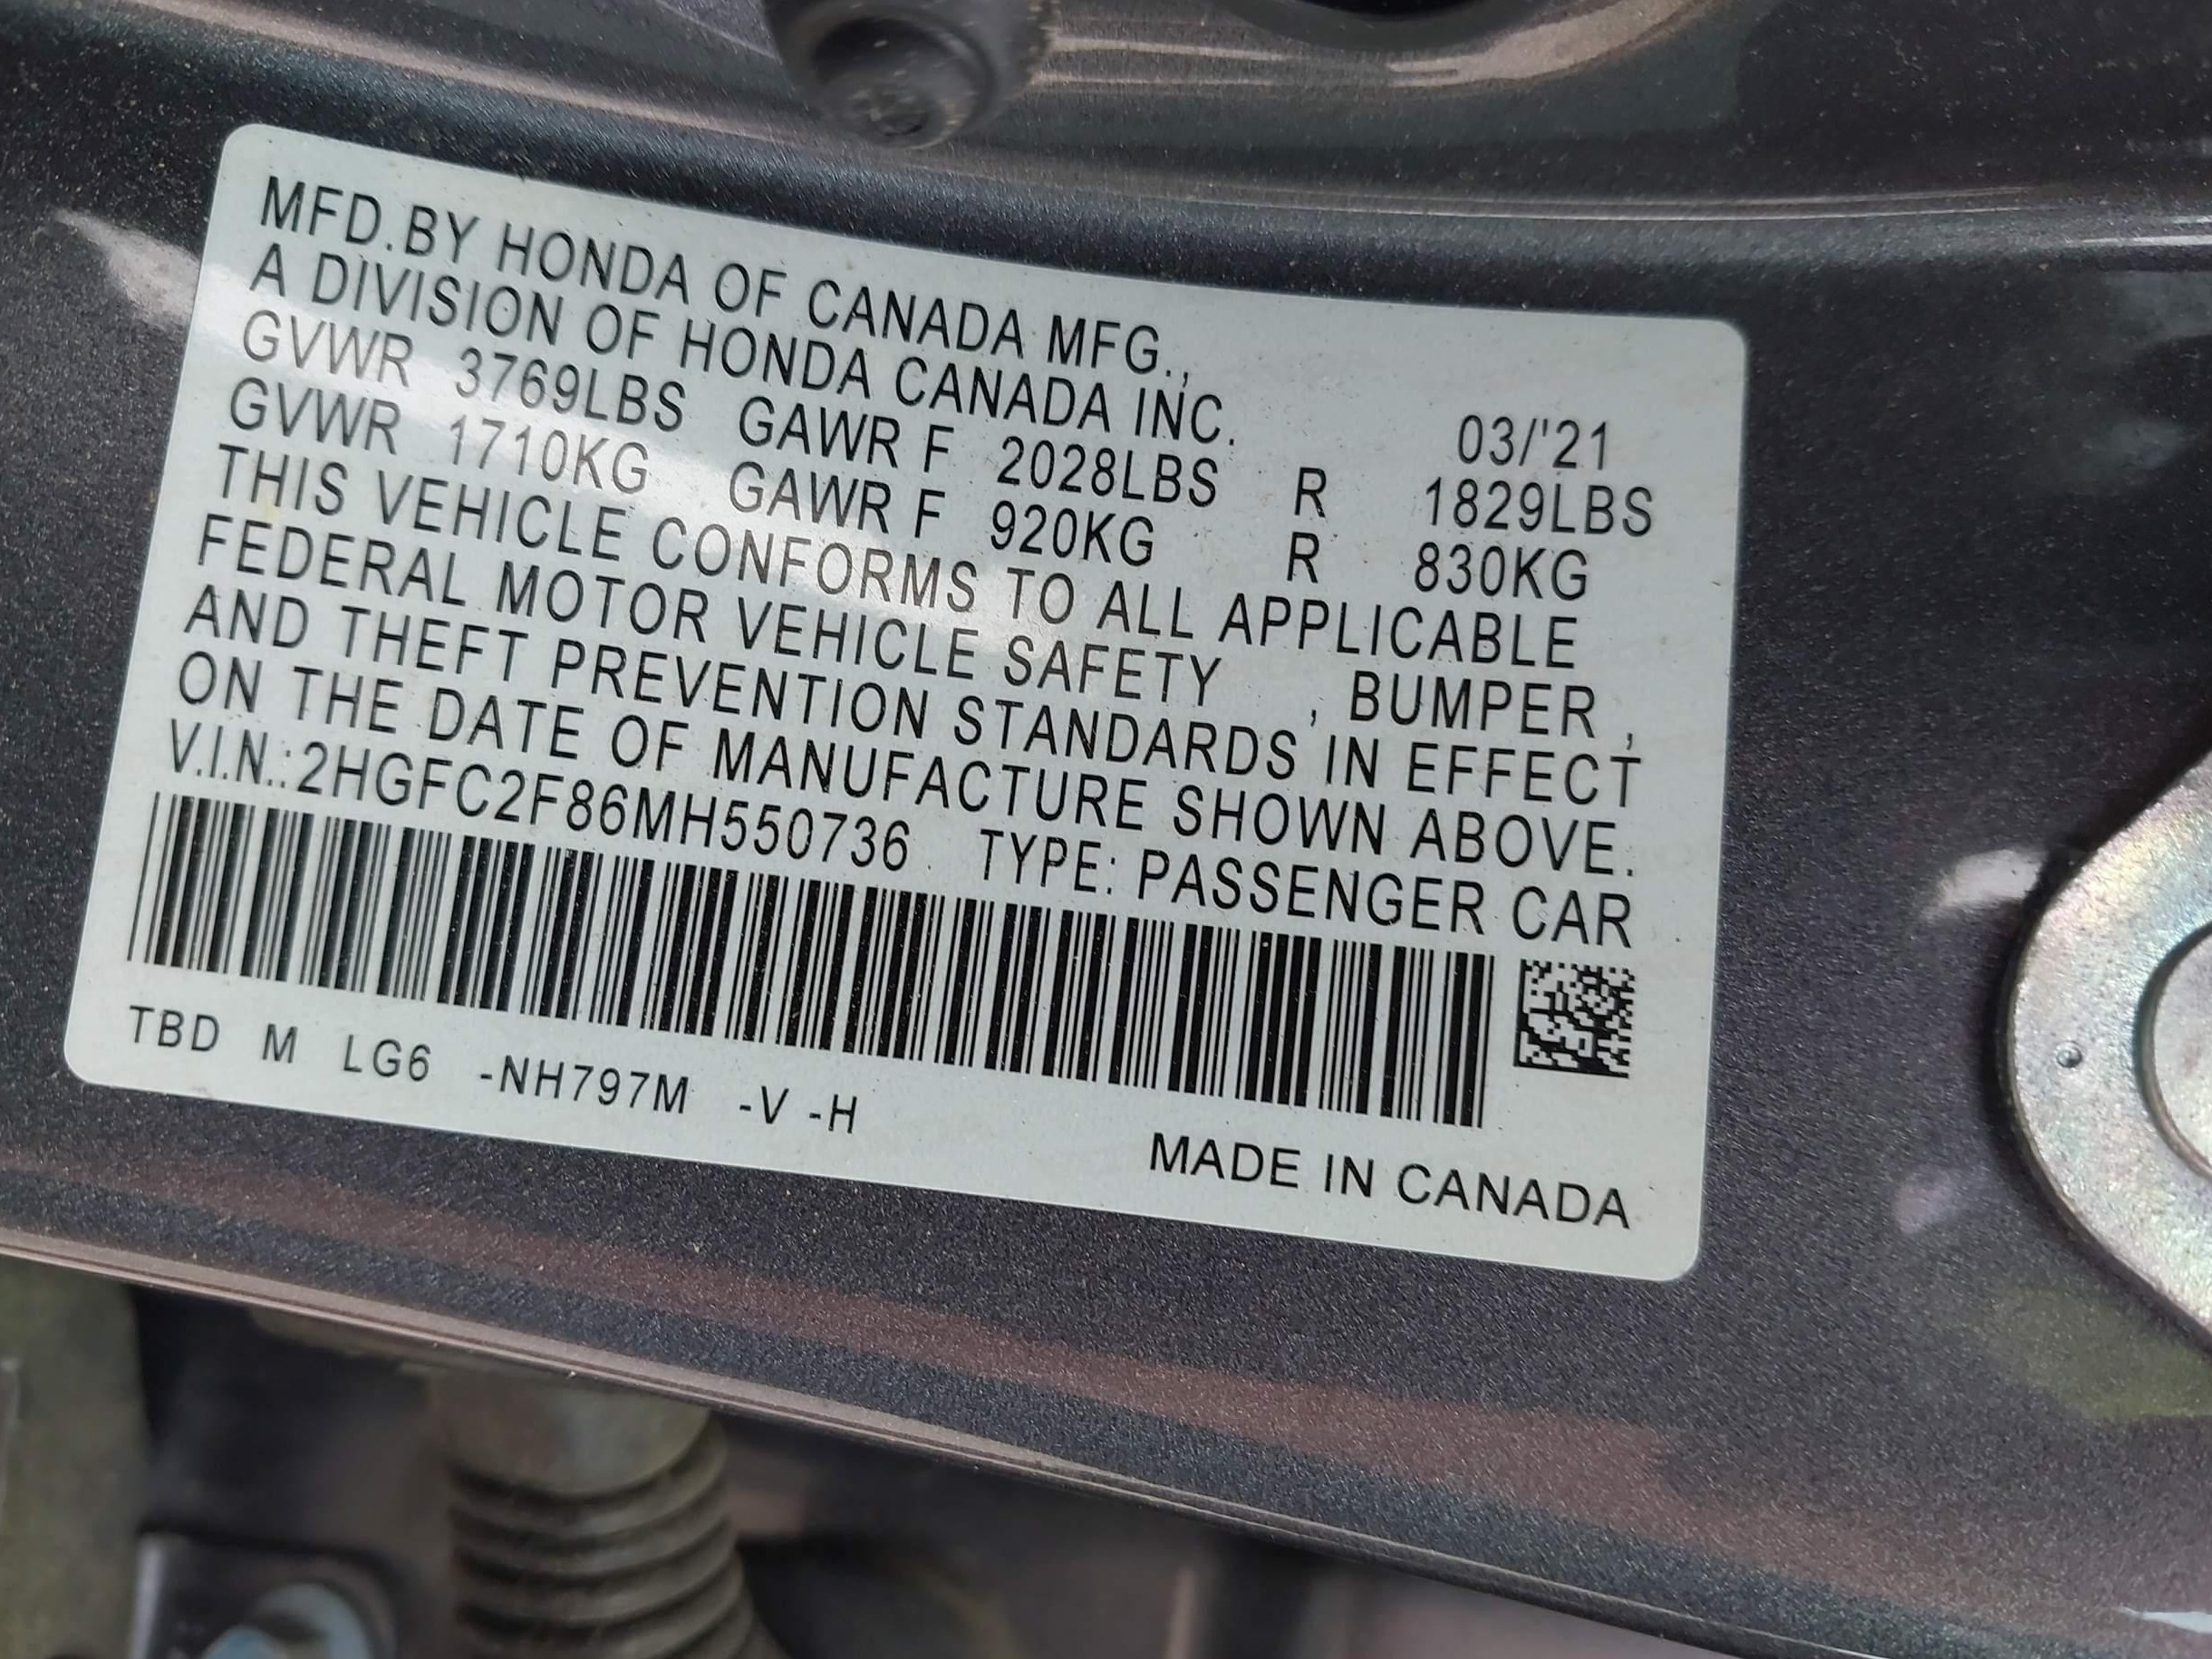 MFD.BY HONDA OF CANADA MFG.,
A DIVISION OF HONDA CANADA INC. 03/'21
GVWR 3769LBS GAWR F 2028LBS R 1829LBS
GVWR 1710KG GAWR F 920KG R 830KG
THIS VEHICLE CONFORMS TO ALL APPLICABLE
FEDERAL MOTOR VEHICLE SAFETY , BUMPER ,
AND THEFT PREVENTION STANDARDS IN EFFECT
ON THE DATE OF MANUFACTURE SHOWN ABOVE.
V.I.N.:2HGFC2F86MH550736 TYPE: PASSENGER CAR
TBD M LG6 -NH797M -V -H
MADE IN CANADA